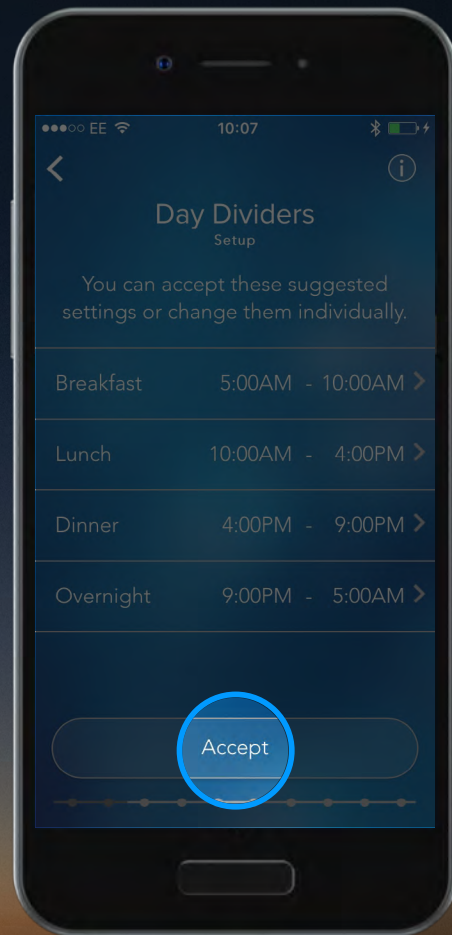 EE 10:07
Day Dividers
Setup
You can accept these suggested
settings or change them individually.
Breakfast 5:00AM - 10:00AM
Lunch 10:00AM - 4:00PM
Dinner 4:00PM - 9:00PM
Overnight 9:00PM - 5:00AM
Accept